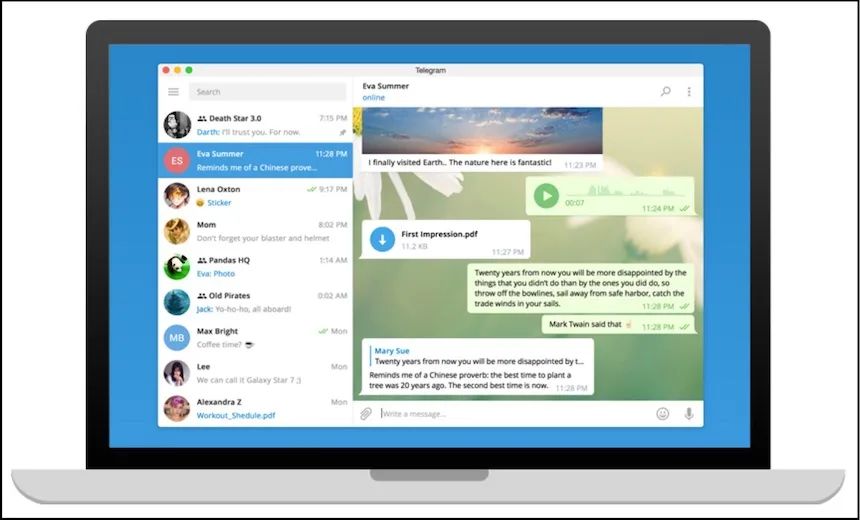 Telegram
Search
Death Star 3.0 7:15 PM
Darth: I'll trust you. For now.
ES
Eva Summer 11:28 PM
Reminds me of a Chinese prove...
Lena Oxton 9:17 PM
Sticker
Mom 8:02 PM
Don't forget your blaster and helmet
Pandas HQ 1:14 AM
Eva: Photo
Old Pirates 0:02 AM
Jack: Yo-ho-ho, all aboard!
MB
Max Bright Mon
Coffee time?
Lee Mon
We can call it Galaxy Star 7 ;)
Alexandra Z Mon
Workout_Shedule.pdf
Eva Summer
online
I finally visited Earth.. The nature here is fantastic! 11:23 PM
00:07
11:24 PM
First Impression.pdf
11.2 KB
11:27 PM
Twenty years from now you will be more disappointed by the
things that you didn't do than by the ones you did do, so
throw off the bowlines, sail away from safe harbor, catch the
trade winds in your sails.
11:28 PM
Mark Twain said that 11:28 PM
Mary Sue
Twenty years from now you will be more disappointed by t...
Reminds me of a Chinese proverb: the best time to plant a
tree was 20 years ago. The second best time is now. 11:28 PM
Write a message...